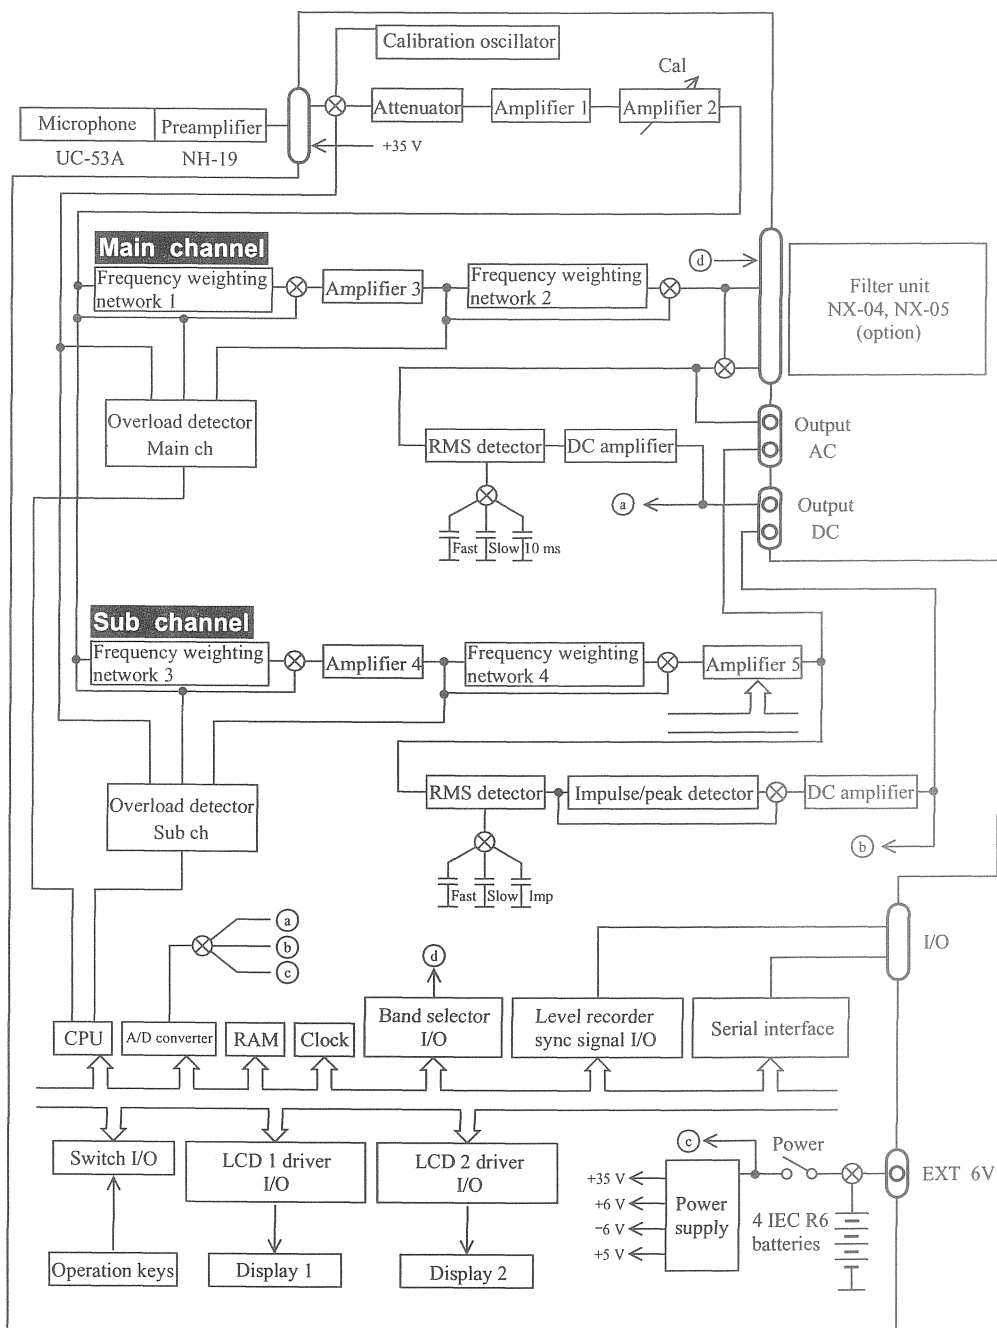 Calibration oscillator
Cal
Microphone
Preamplifier
Attenuator
Amplifier 1
Amplifier 2
UC-53A
NH-19
+35 V
Main channel
d
Frequency weighting
network 1
Amplifier 3
Frequency weighting
network 2
Filter unit
NX-04, NX-05
(option)
Overload detector
Main ch
RMS detector
DC amplifier
Output
AC
a
Output
DC
Fast
Slow
10 ms
Sub channel
Frequency weighting
network 3
Amplifier 4
Frequency weighting
network 4
Amplifier 5
Overload detector
Sub ch
RMS detector
Impulse/peak detector
DC amplifier
b
Fast
Slow
Imp
a
b
c
d
I/O
CPU
A/D converter
RAM
Clock
Band selector
I/O
Level recorder
sync signal I/O
Serial interface
Switch I/O
LCD 1 driver
I/O
LCD 2 driver
I/O
c
Power
EXT 6V
+35 V
+6 V
−6 V
+5 V
Power
supply
4 IEC R6
batteries
Operation keys
Display 1
Display 2